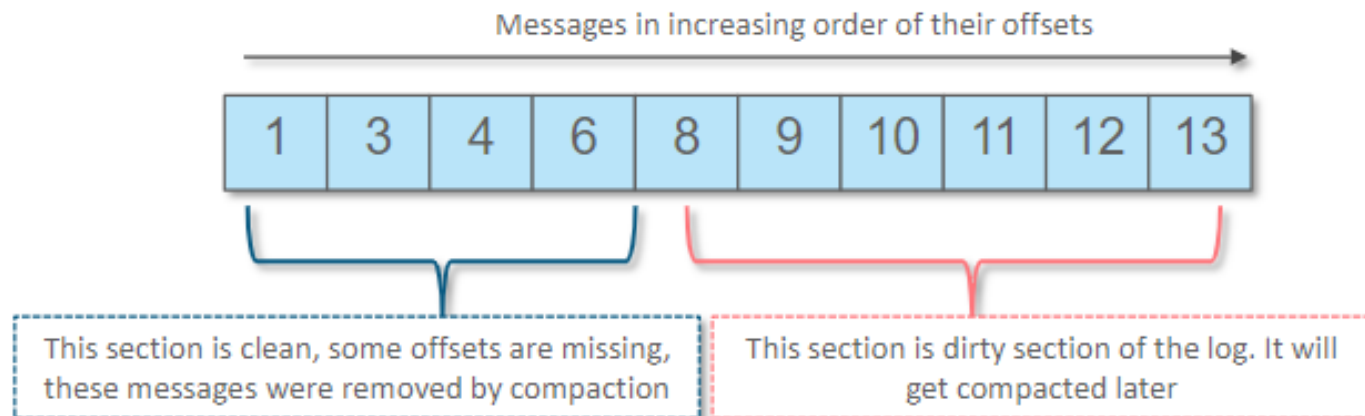 Messages in increasing order of their offsets
1 3 4 6 8 9 10 11 12 13
This section is clean, some offsets are missing,
these messages were removed by compaction
This section is dirty section of the log. It will
get compacted later